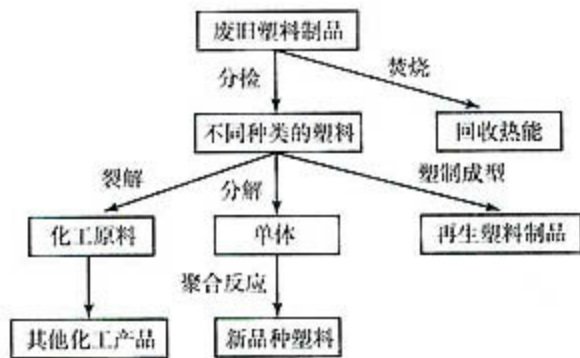 废旧塑料制品
分检
焚烧
不同种类的塑料
回收热能
裂解
分解
塑制成型
化工原料
单体
再生塑料制品
聚合反应
其他化工产品
新品种塑料